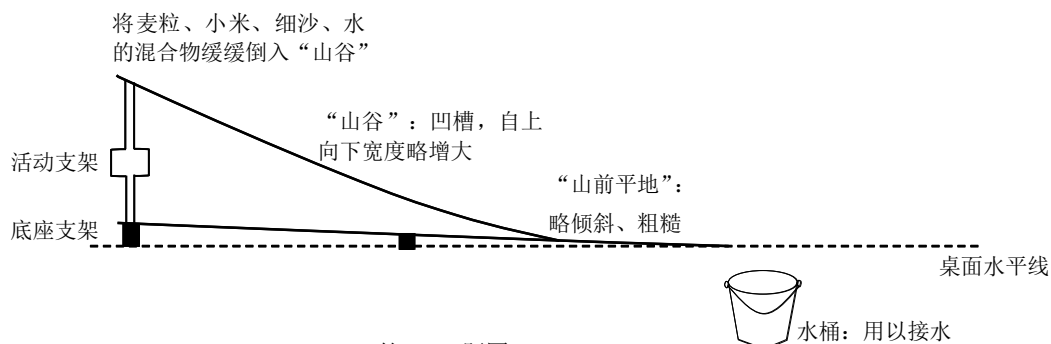 将麦粒、小米、细沙、水
的混合物缓缓倒入“山谷”
“山谷”：凹槽，自上
向下宽度略增大
活动支架
“山前平地”：
略倾斜、粗糙
底座支架
桌面水平线
水桶：用以接水